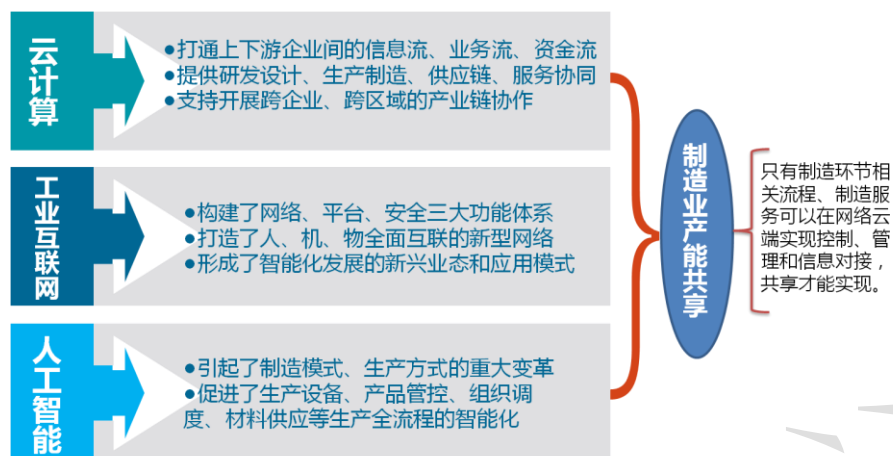 云计算
●打通上下游企业间的信息流、业务流、资金流
●提供研发设计、生产制造、供应链、服务协同
●支持开展跨企业、跨区域的产业链协作
工业互联网
●构建了网络、平台、安全三大功能体系
●打造了人、机、物全面互联的新型网络
●形成了智能化发展的新兴业态和应用模式
人工智能
●引起了制造模式、生产方式的重大变革
●促进了生产设备、产品管控、组织调
度、材料供应等生产全流程的智能化
制造业产能共享
只有制造环节相
关流程、制造服
务可以在网络云
端实现控制、管
理和信息对接，
共享才能实现。